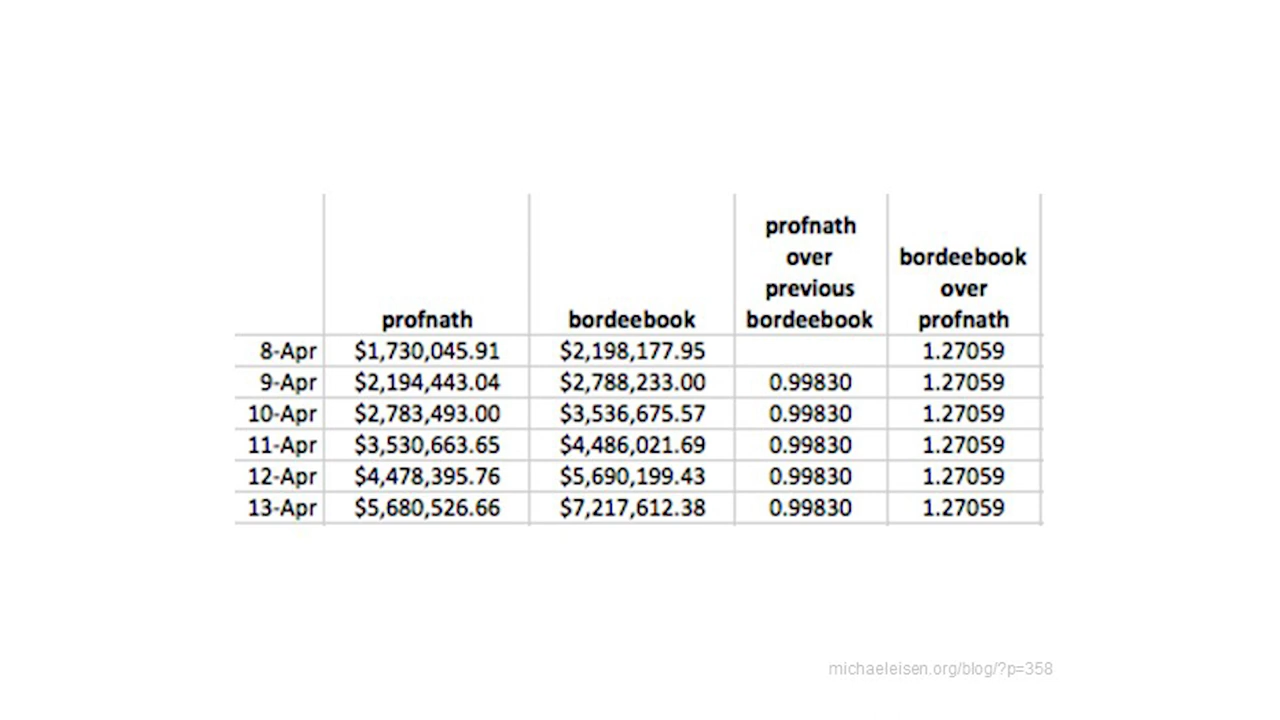 profnath
over
previous
bordeebook
bordeebook
over
profnath
profnath bordeebook
8-Apr $1,730,045.91 $2,198,177.95 1.27059
9-Apr $2,194,443.04 $2,788,233.00 0.99830 1.27059
10-Apr $2,783,493.00 $3,536,675.57 0.99830 1.27059
11-Apr $3,530,663.65 $4,486,021.69 0.99830 1.27059
12-Apr $4,478,395.76 $5,690,199.43 0.99830 1.27059
13-Apr $5,680,526.66 $7,217,612.38 0.99830 1.27059
michaeleisen.org/blog/?p=358